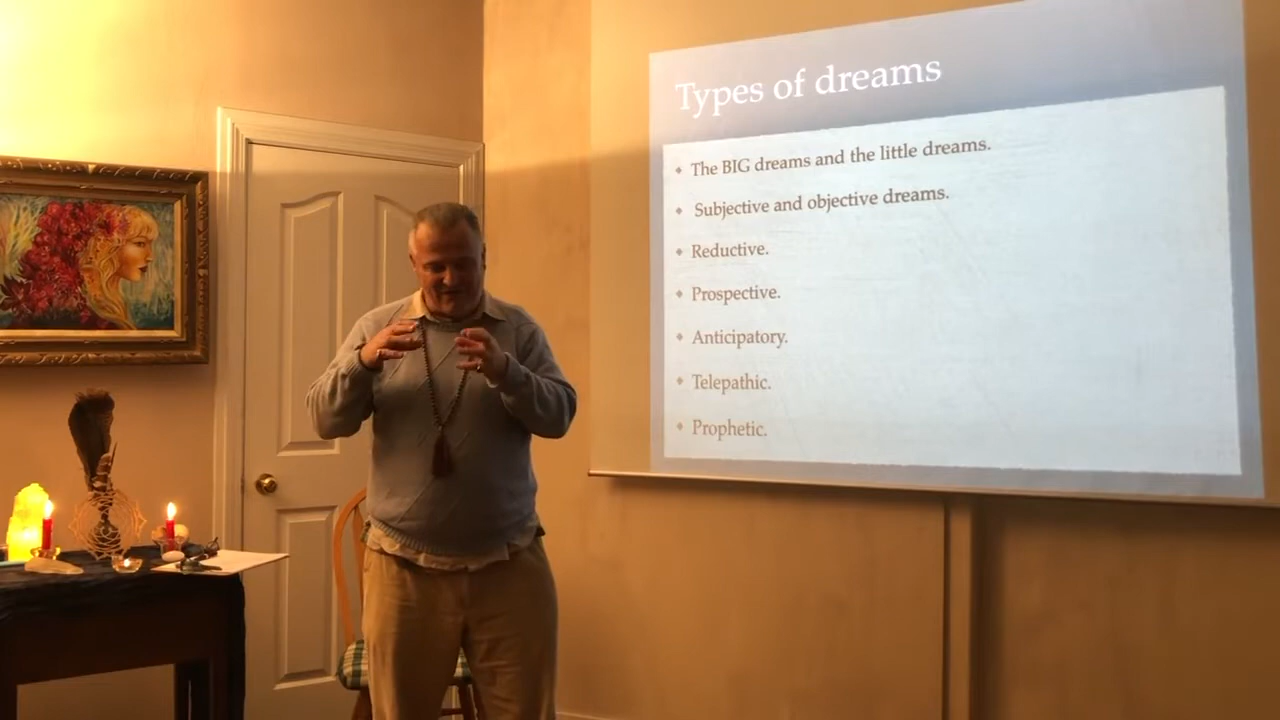 Types of dreams
The BIG dreams and the little dreams.
Subjective and objective dreams.
Reductive.
Prospective.
Anticipatory.
Telepathic.
Prophetic.